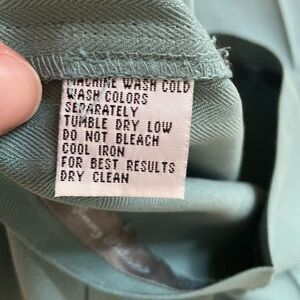 MACHINE WASH COLD
WASH COLORS
SEPARATELY
TUMBLE DRY LOW
DO NOT BLEACH
COOL IRON
FOR BEST RESULTS
DRY CLEAN